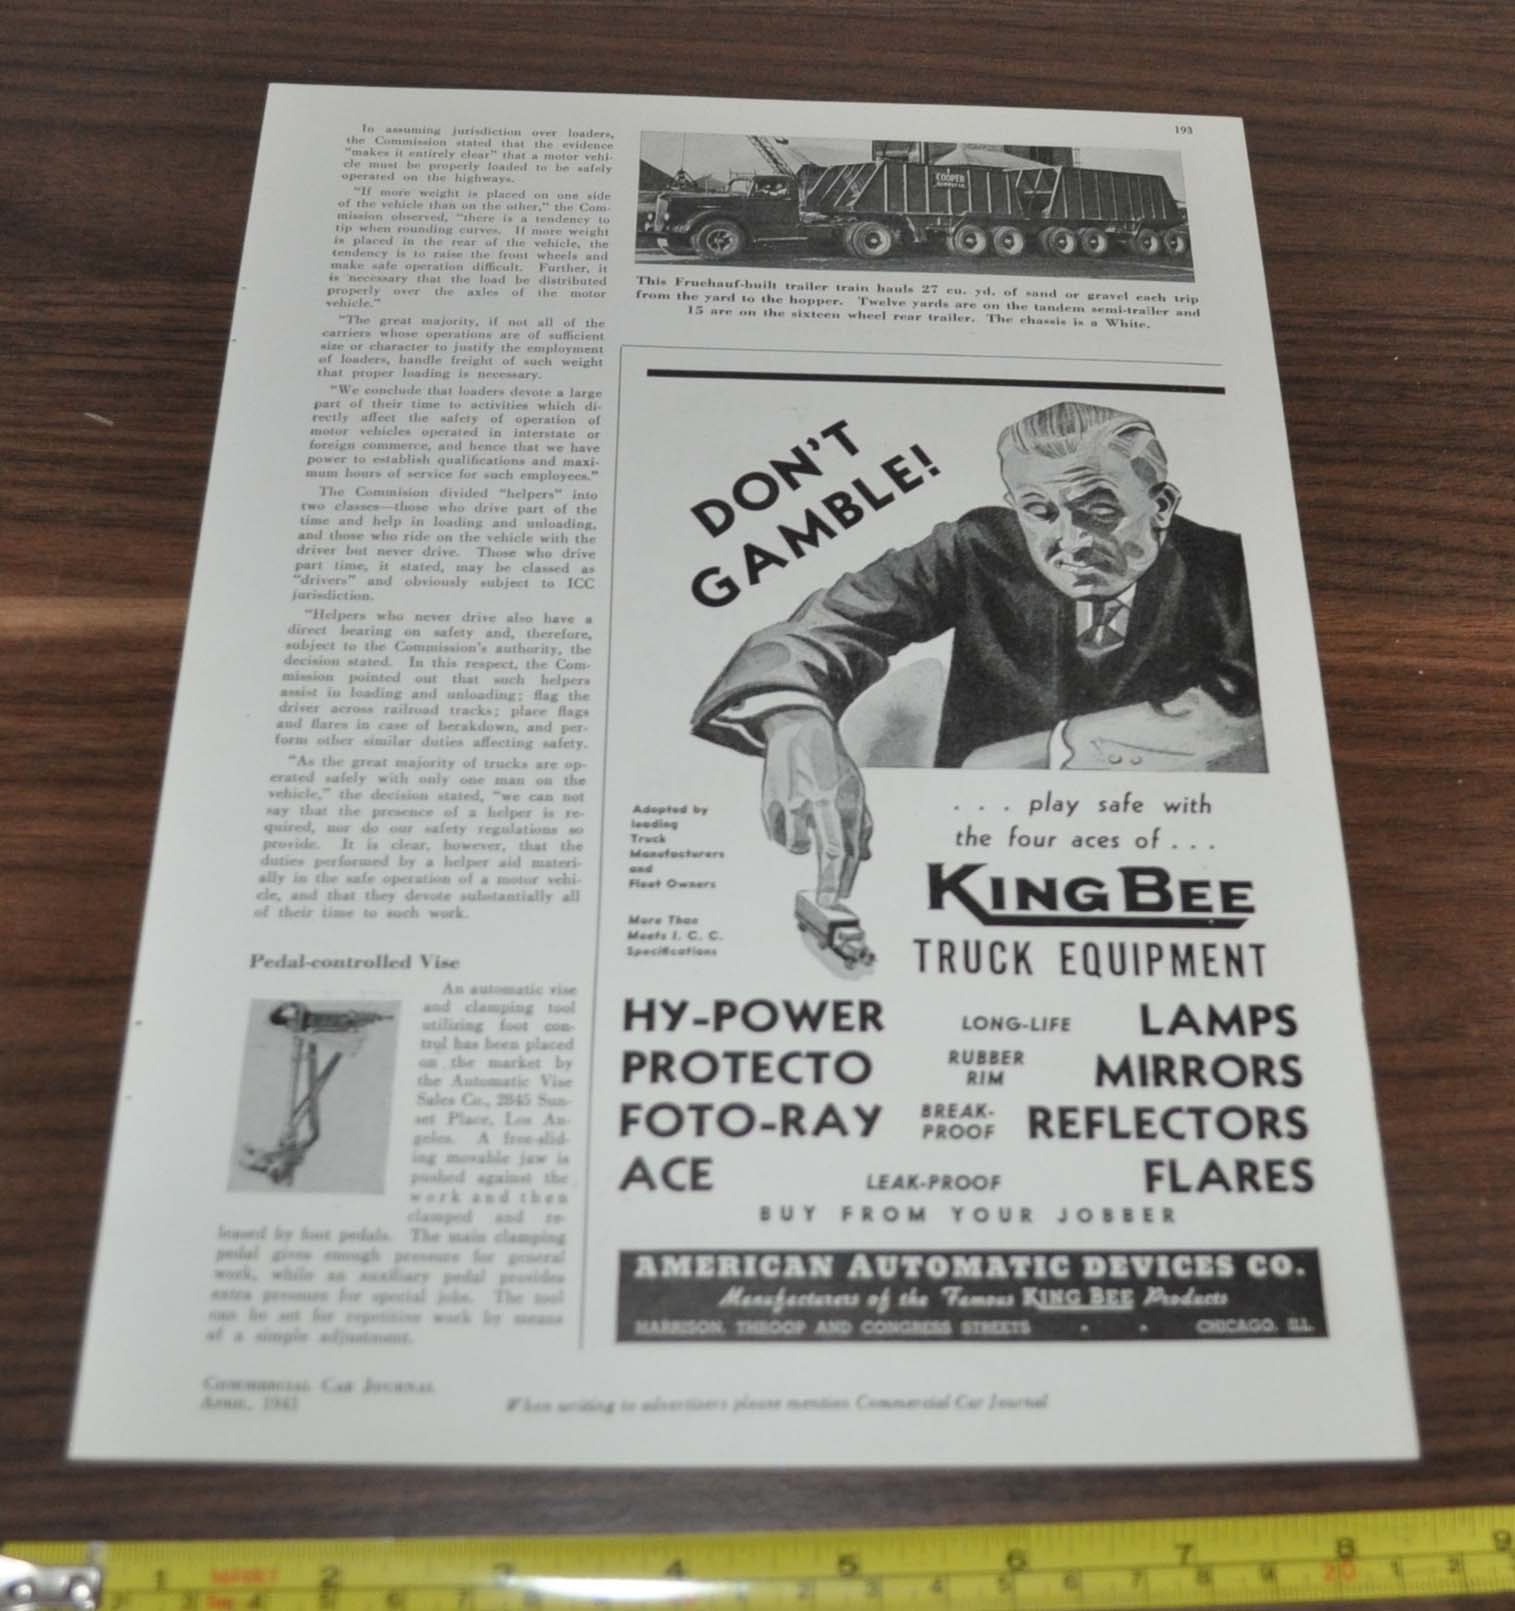 193
In assuming jurisdiction over loaders,
the Commission stated that the evidence
"makes it entirely clear" that a motor vehi-
cle must be properly loaded to be safely
operated on the highways.
"If more weight is placed on one side
of the vehicle than on the other," the Com-
mission observed, "there is a tendency to
tip when rounding curves. If more weight
is placed in the rear of the vehicle, the
tendency is to raise the front wheels and
make safe operation difficult. Further, it
is necessary that the load be distributed
properly over the axles of the motor
vehicle."
"The great majority, if not all of the
carriers whose operations are of sufficient
size or character to justify the employment
of loaders, handle freight of such weight
that proper loading is necessary.
"We conclude that loaders devote a large
part of their time to activities which di-
rectly affect the safety of operation of
motor vehicles operated in interstate or
foreign commerce, and hence that we have
power to establish qualifications and maxi-
mum hours of service for such employees."
The Commision divided "helpers" into
two classes—those who drive part of the
time and help in loading and unloading,
and those who ride on the vehicle with the
driver but never drive. Those who drive
part time, it stated, may be classed as
"drivers" and obviously subject to ICC
jurisdiction.
"Helpers who never drive also have a
direct bearing on safety and, therefore,
subject to the Commission's authority, the
decision stated. In this respect, the Com-
mission pointed out that such helpers
assist in loading and unloading; flag the
driver across railroad tracks; place flags
and flares in case of berakdown, and per-
form other similar duties affecting safety.
"As the great majority of trucks are op-
erated safely with only one man on the
vehicle," the decision stated, "we can not
say that the presence of a helper is re-
quired, nor do our safety regulations so
provide. It is clear, however, that the
duties performed by a helper aid materi-
ally in the safe operation of a motor vehi-
cle, and that they devote substantially all
of their time to such work.
Pedal-controlled Vise
An automatic vise
and clamping tool
utilizing foot con-
trol has been placed
on the market by
the Automatic Vise
Sales Co., 2845 Sun-
set Place, Los An-
geles. A free-slid-
ing movable jaw is
pushed against the
work and then
clamped and re-
leased by foot pedals. The main clamping
pedal gives enough pressure for general
work, while an auxiliary pedal provides
extra pressure for special jobs. The tool
can be set for repetitive work by means
of a simple adjustment.
COOPER
This Fruehauf-built trailer train hauls 27 cu. yd. of sand or gravel each trip
from the yard to the hopper. Twelve yards are on the tandem semi-trailer and
15 are on the sixteen wheel rear trailer. The chassis is a White.
DON'T
GAMBLE!
Adopted by
leading
Truck
Manufacturers
and
Fleet Owners
More Than
Meets I. C. C.
Specifications
. . . play safe with
the four aces of . . .
KING BEE
TRUCK EQUIPMENT
HY-POWER LONG-LIFE LAMPS
PROTECTO RUBBER RIM MIRRORS
FOTO-RAY BREAK-PROOF REFLECTORS
ACE LEAK-PROOF FLARES
BUY FROM YOUR JOBBER
AMERICAN AUTOMATIC DEVICES CO.
Manufacturers of the Famous KING BEE Products
HARRISON, THROOP AND CONGRESS STREETS • • CHICAGO, ILL.
COMMERCIAL CAR JOURNAL
APRIL, 1941
When writing to advertisers please mention Commercial Car Journal
1 2 3 4 5 6 7 8 9